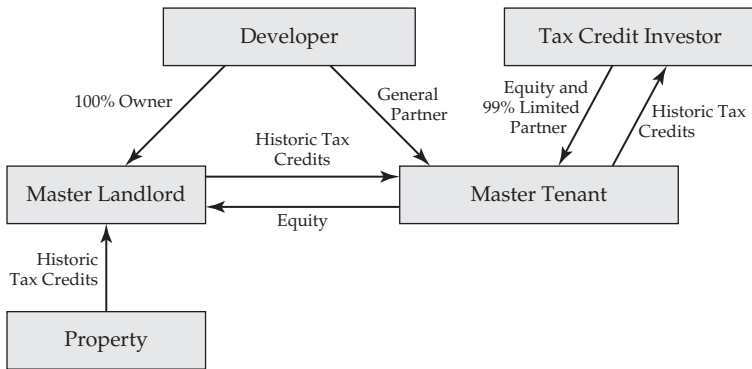 Developer
Tax Credit Investor
100% Owner
General
Partner
Equity and
99% Limited
Partner
Historic Tax
Credits
Historic Tax
Credits
Master Landlord
Master Tenant
Equity
Historic
Tax Credits
Property